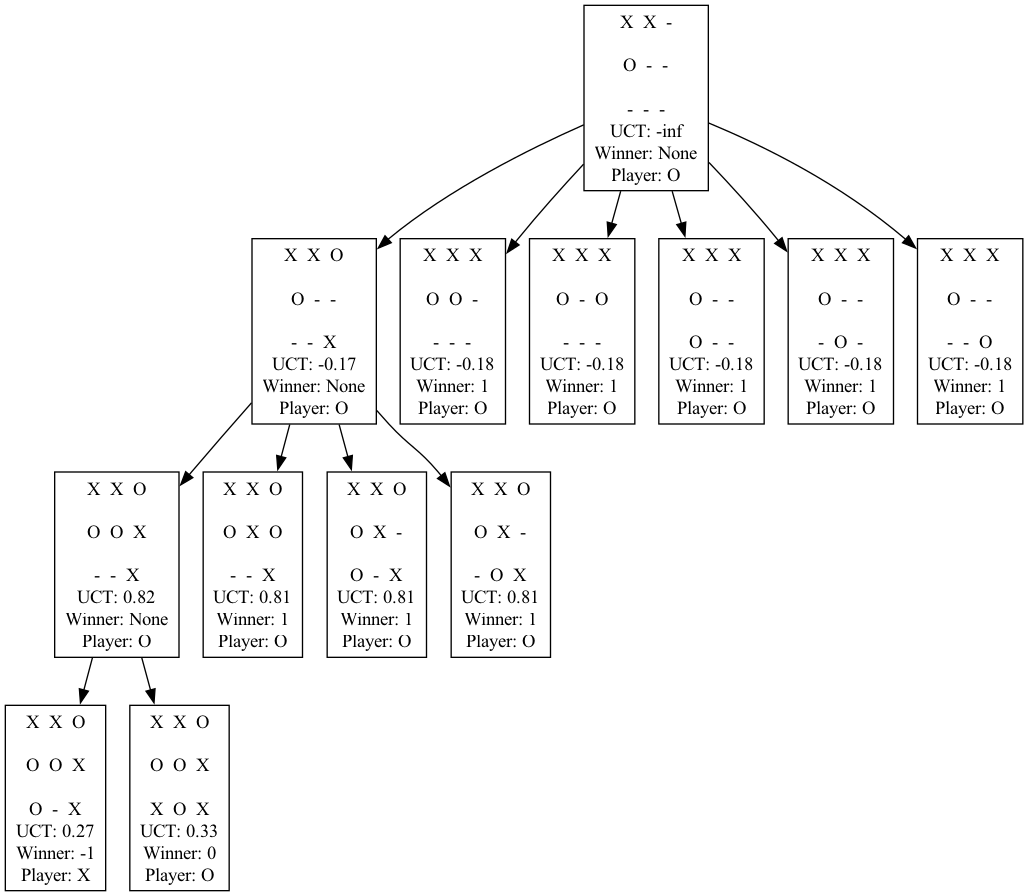 X X -
O - -
- - -
UCT: -inf
Winner: None
Player: O
X X O
O - -
- - X
UCT: -0.17
Winner: None
Player: O
X X X
O O -
- - -
UCT: -0.18
Winner: 1
Player: O
X X X
O - O
- - -
UCT: -0.18
Winner: 1
Player: O
X X X
O - -
O - -
UCT: -0.18
Winner: 1
Player: O
X X X
O - -
- O -
UCT: -0.18
Winner: 1
Player: O
X X X
O - -
- - O
UCT: -0.18
Winner: 1
Player: O
X X O
O O X
- - X
UCT: 0.82
Winner: None
Player: O
X X O
O X O
- - X
UCT: 0.81
Winner: 1
Player: O
X X O
O X -
O - X
UCT: 0.81
Winner: 1
Player: O
X X O
O X -
- O X
UCT: 0.81
Winner: 1
Player: O
X X O
O O X
O - X
UCT: 0.27
Winner: -1
Player: X
X X O
O O X
X O X
UCT: 0.33
Winner: 0
Player: O